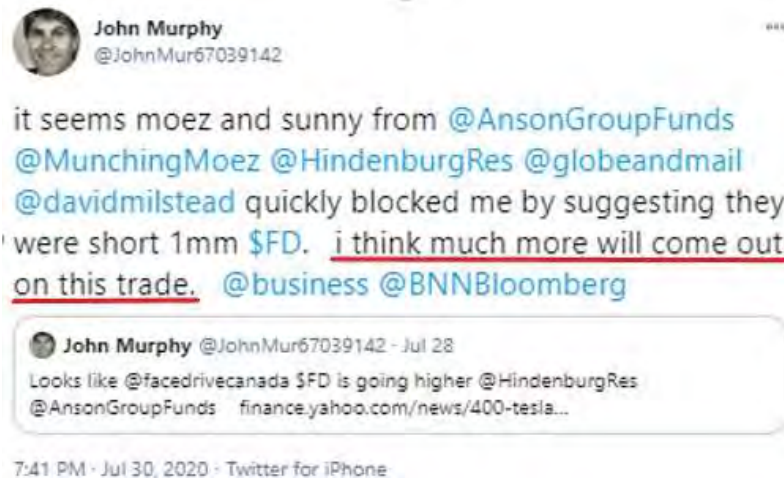 John Murphy
@JohnMur67039142
it seems moez and sunny from @AnsonGroupFunds
@MunchingMoez @HindenburgRes @globeandmail
@davidmilstead quickly blocked me by suggesting they
were short 1mm $FD. i think much more will come out
on this trade. @business @BNNBloomberg
John Murphy @JohnMur67039142 · Jul 28
Looks like @facedrivecanada $FD is going higher @HindenburgRes
@AnsonGroupFunds finance.yahoo.com/news/400-tesla...
7:41 PM · Jul 30, 2020 · Twitter for iPhone